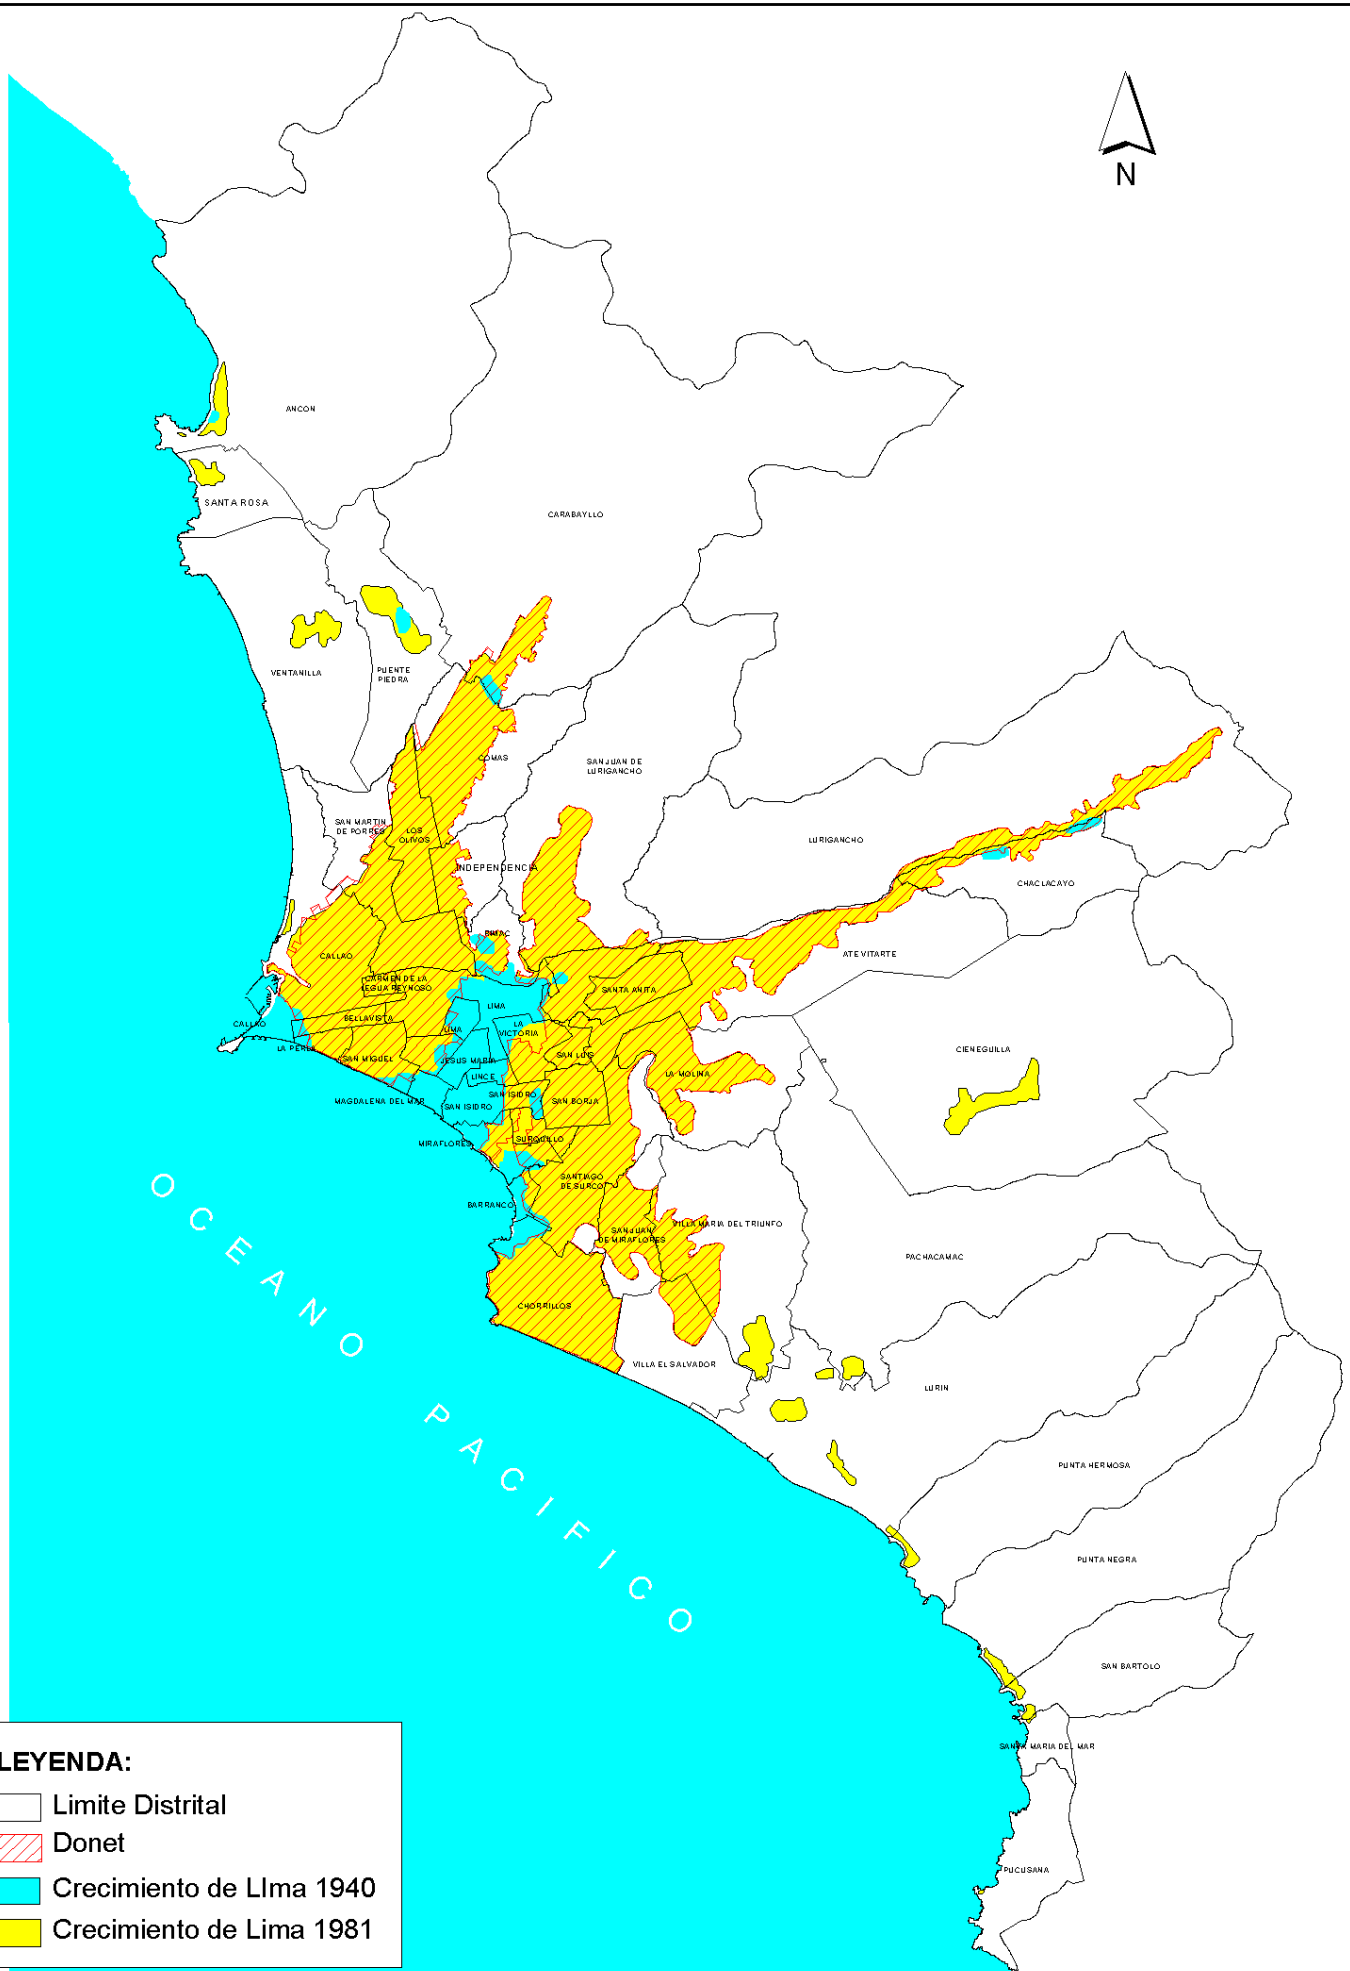 N
ANCON
SANTA ROSA
CARABAYLLO
VENTANILLA
PUENTE
PIEDRA
COMAS
SAN JUAN DE
LURIGANCHO
SAN MARTIN
DE PORRES
LOS
OLIVOS
LURIGANCHO
INDEPENDENCIA
CHACLACAYO
RIMAC
CALLAO
ATE VITARTE
CARMEN DE LA
LEGUA REYNOSO
SANTA ANITA
LIMA
CALLAO
BELLAVISTA
LIMA
LA
VICTORIA
LA PERLA
SAN MIGUEL
JESUS MARIA
SAN LUIS
CIENEGUILLA
LINCE
LA MOLINA
MAGDALENA DEL MAR
SAN ISIDRO
SAN ISIDRO
SAN BORJA
MIRAFLORES
SURQUILLO
SANTIAGO
DE SURCO
BARRANCO
SAN JUAN
DE MIRAFLORES
VILLA MARIA DEL TRIUNFO
PACHACAMAC
CHORRILLOS
VILLA EL SALVADOR
LURIN
OCEANO PACIFICO
PUNTA HERMOSA
PUNTA NEGRA
SAN BARTOLO
SANTA MARIA DEL MAR
PUCUSANA
LEYENDA:
Limite Distrital
Donet
Crecimiento de LIma 1940
Crecimiento de Lima 1981